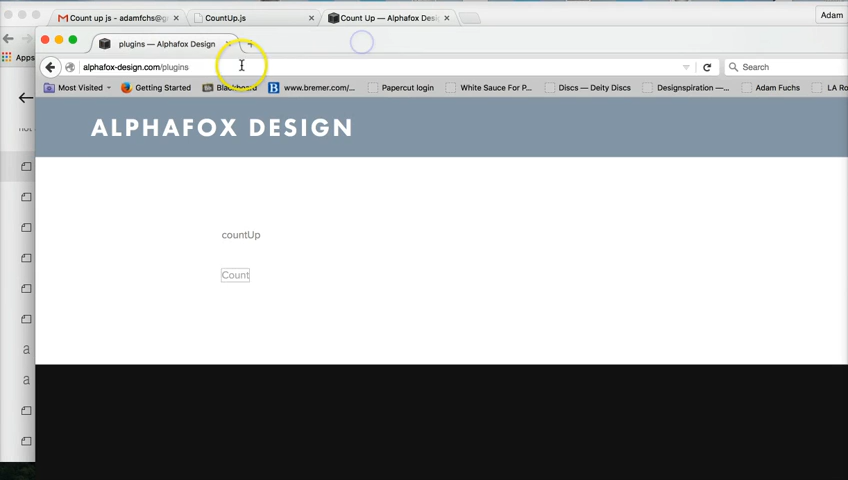 Count up js - adamfchs@g
CountUp.js
Count Up — Alphafox Desi
Adam
Apps
plugins — Alphafox Design
alphafox-design.com/plugins
Search
Most Visited
Getting Started
Blackboard
www.bremer.com/...
Papercut login
White Sauce For P...
Discs — Deity Discs
Designspiration —...
Adam Fuchs
LA Ro
ALPHAFOX DESIGN
countUp
Count
a
a